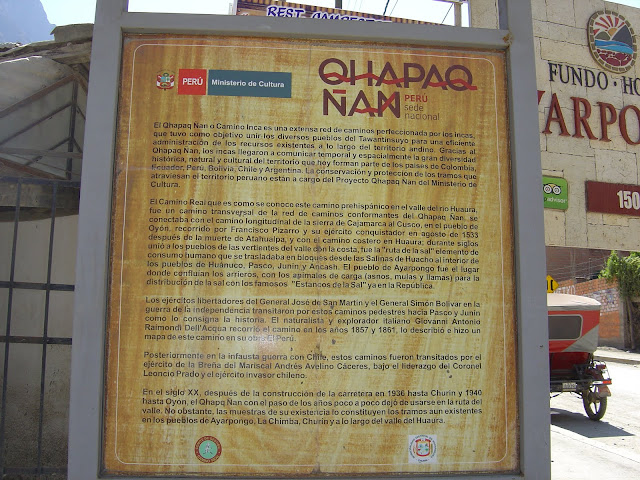 BEST CAMPESTRE
PERÚ Ministerio de Cultura
QHAPAQ
ÑAM
PERÚ
Sede
nacional
El Qhapaq Ñan o Camino Inca es una extensa red de caminos perfeccionada por los incas,
que tuvo como objetivo unir los diversos pueblos del Tawantinsuyo para una eficiente
administración de los recursos existentes a lo largo del territorio andino. Gracias al
Qhapaq Ñan, los incas llegaron a comunicar temporal y espacialmente la gran diversidad
histórica, natural y cultural del territorio que hoy forman parte de los países de Colombia,
Ecuador, Perú, Bolivia, Chile y Argentina. La conservación y protección de los tramos que
atraviesan el territorio peruano están a cargo del Proyecto Qhapaq Ñan del Ministerio de
Cultura.
El Camino Real que es como se conoce este camino prehispánico en el valle del río Huaura,
fue un camino transversal de la red de caminos conformantes del Qhapaq Ñan, se
conectaba con el camino longitudinal de la sierra de Cajamarca al Cusco, en el pueblo de
Oyón, recorrido por Francisco Pizarro y su ejército conquistador en agosto de 1533
después de la muerte de Atahualpa, y con el camino costero en Huaura; durante siglos
unió a los pueblos de las vertientes del valle con la costa, fue la "ruta de la sal" elemento de
consumo humano que se trasladaba en bloques desde las Salinas de Huacho al interior de
los pueblos de Huánuco, Pasco, Junín y Ancash. El pueblo de Ayarpongo fue el lugar
donde confluían los arrieros, con los animales de carga (asnos, mulas y llamas) para la
distribución de la sal con los famosos "Estancos de la Sal" ya en la República.
Los ejércitos libertadores del General José de San Martín y el General Simón Bolívar en la
guerra de la independencia transitaron por estos caminos pedestres hacia Pasco y Junín
como lo consigna la historia. El naturalista y explorador italiano Giovanni Antonio
Raimondi Dell'Acqua recorrió el camino en los años 1857 y 1861, lo describió e hizo un
mapa de este camino en su obra El Perú.
Posteriormente en la infausta guerra con Chile, estos caminos fueron transitados por el
ejército de la Breña del Mariscal Andrés Avelino Cáceres, bajo el liderazgo del Coronel
Leoncio Prado y el ejército invasor chileno.
En el siglo XX, después de la construcción de la carretera en 1936 hasta Churín y 1940
hasta Oyón, el Qhapq Ñan con el paso de los años poco a poco dejó de usarse en la ruta del
valle. No obstante, las muestras de su existencia lo constituyen los tramos aun existentes
en los pueblos de Ayarpongo, La Chimba, Churín y a lo largo del valle del Huaura.
FUNDO · HO
YARPO
advisor
150